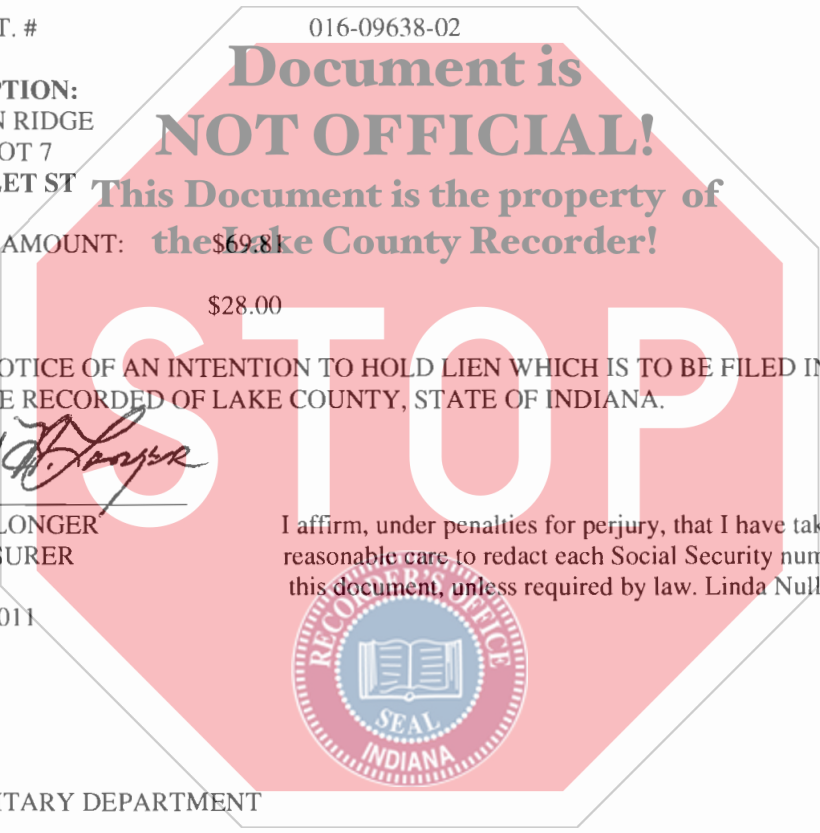 T. # 016-09638-02
Document is
PTION:
N RIDGE
NOT OFFICIAL!
OT 7
LET ST
This Document is the property of
AMOUNT: $69.81
the Lake County Recorder!
$28.00
STOP
OTICE OF AN INTENTION TO HOLD LIEN WHICH IS TO BE FILED IN
E RECORDED OF LAKE COUNTY, STATE OF INDIANA.
LONGER
SURER
I affirm, under penalties for perjury, that I have tak
reasonable care to redact each Social Security num
this document, unless required by law. Linda Null
011
RECORDER'S OFFICE
SEAL
INDIANA
ITARY DEPARTMENT